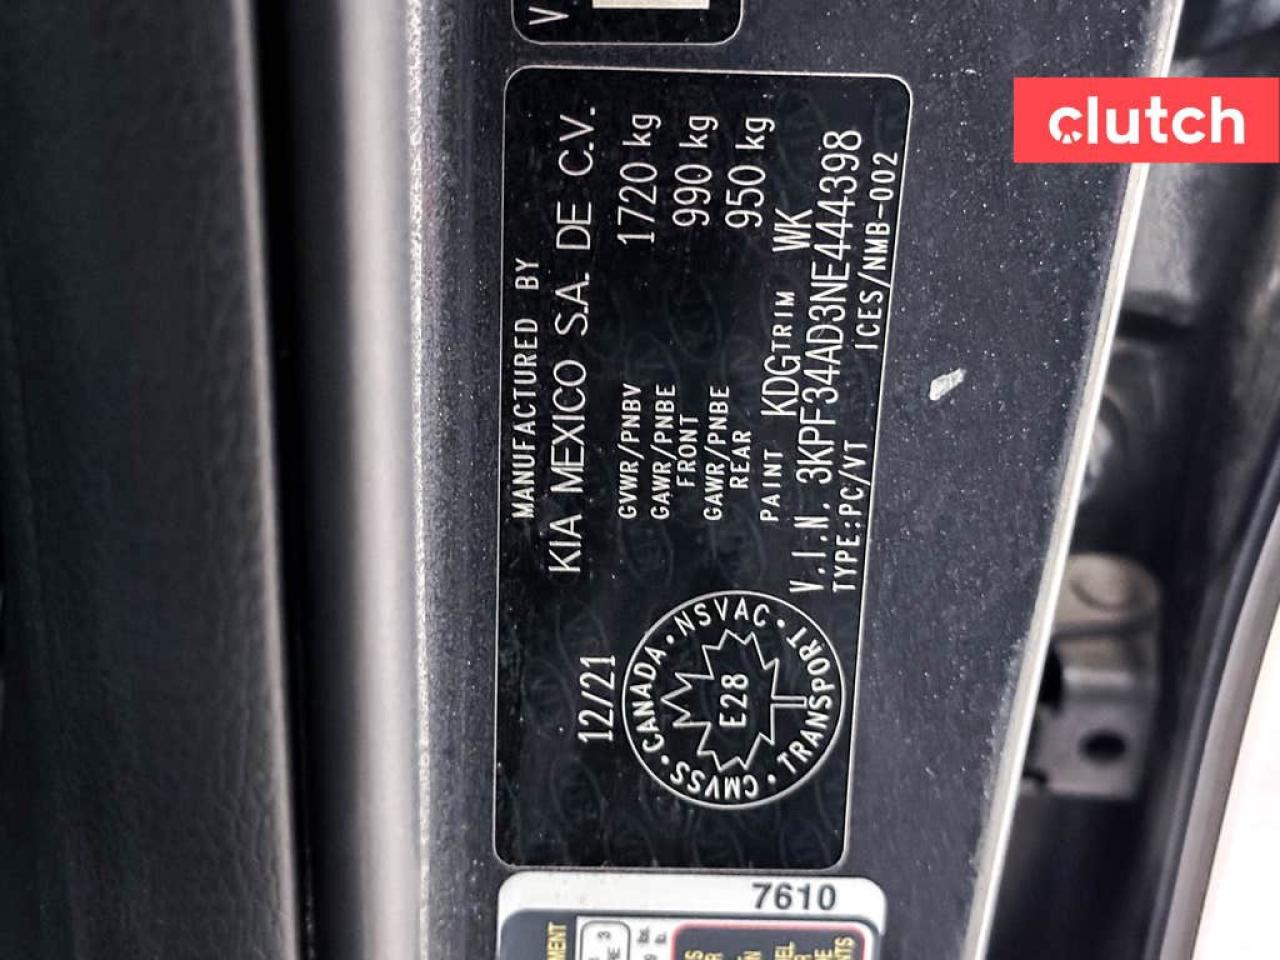 clutch
V
MANUFACTURED BY
KIA MEXICO S.A. DE C.V.
12/21
GVWR/PNBV 1720 kg
GAWR/PNBE FRONT 990 kg
GAWR/PNBE REAR 950 kg
PAINT KDG TRIM WK
V.I.N. 3KPF34AD3NE444398
TYPE:PC/VT ICES/NMB-002
CANADA • NSVAC • TRANSPORT • CMVSS •
E28
7610